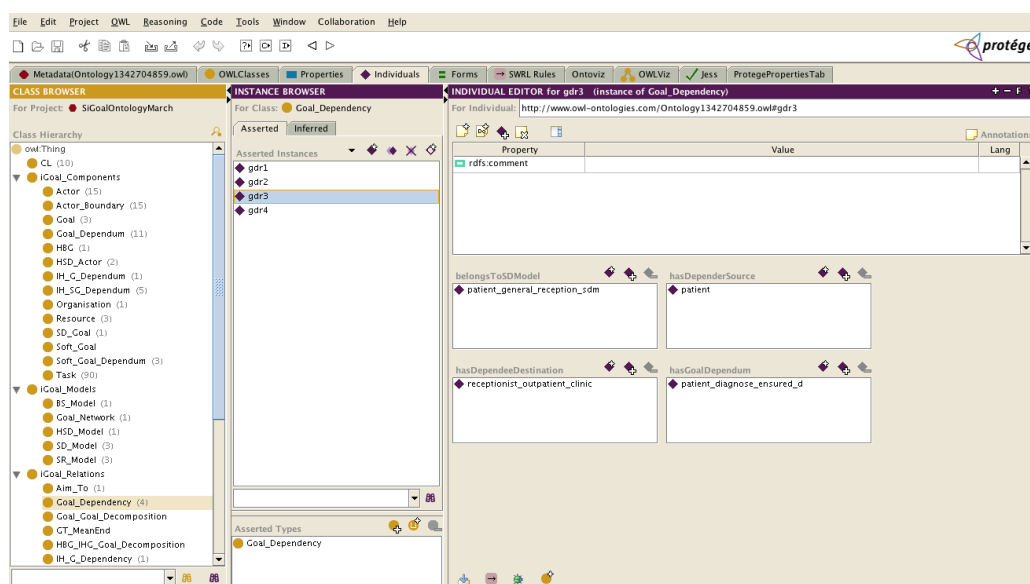 File Edit Project OWL Reasoning Code Tools Window Collaboration Help
protégé
Metadata(Ontology1342704859.owl) OWLClasses Properties Individuals Forms SWRL Rules Ontoviz OWLViz Jess ProtegePropertiesTab
CLASS BROWSER
For Project: SiGoalOntologyMarch
Class Hierarchy
owl:Thing
CL (10)
iGoal_Components
Actor (15)
Actor_Boundary (15)
Goal (3)
Goal_Dependum (11)
HBG (1)
HSD_Actor (2)
IH_G_Dependum (1)
IH_SG_Dependum (5)
Organisation (1)
Resource (3)
SD_Goal (1)
Soft_Goal
Soft_Goal_Dependum (3)
Task (90)
iGoal_Models
BS_Model (1)
Goal_Network (1)
HSD_Model (1)
SD_Model (3)
SR_Model (3)
iGoal_Relations
Aim_To (1)
Goal_Dependency (4)
Goal_Goal_Decomposition
GT_MeanEnd
HBG_IHG_Goal_Decomposition
IH_G_Dependency (1)
INSTANCE BROWSER
For Class: Goal_Dependency
Asserted Inferred
Asserted Instances
gdr1
gdr2
gdr3
gdr4
Asserted Types
Goal_Dependency
INDIVIDUAL EDITOR for gdr3 (instance of Goal_Dependency)
For Individual: http://www.owl-ontologies.com/Ontology1342704859.owl#gdr3
Annotation
Property Value Lang
rdfs:comment
belongsToSDModel hasDependerSource
patient_general_reception_sdm patient
hasDependeeDestination hasGoalDependum
receptionist_outpatient_clinic patient_diagnose_ensured_d